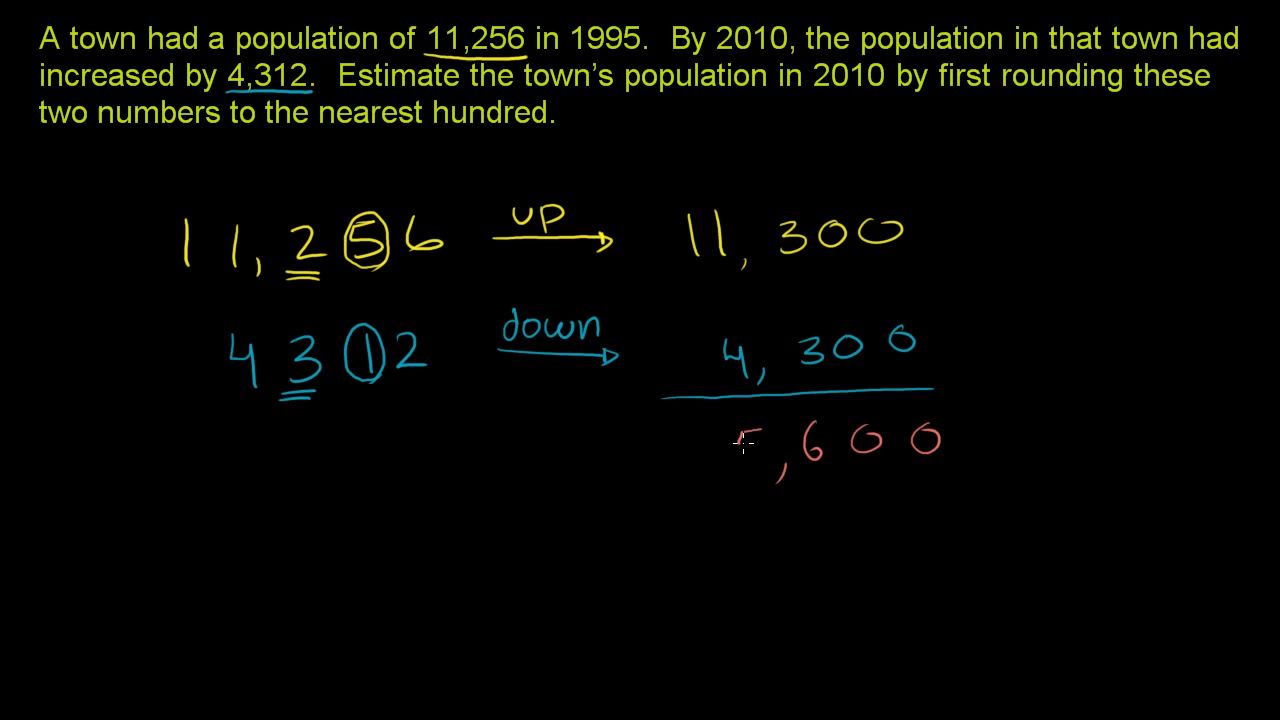 A town had a population of 11,256 in 1995. By 2010, the population in that town had
increased by 4,312. Estimate the town's population in 2010 by first rounding these
two numbers to the nearest hundred.
11,256 up 11,300
4312 down 4,300
5,600